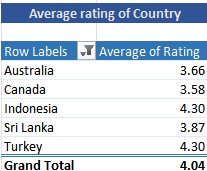 Average rating of Country
Row Labels Average of Rating
Australia 3.66
Canada 3.58
Indonesia 4.30
Sri Lanka 3.87
Turkey 4.30
Grand Total 4.04